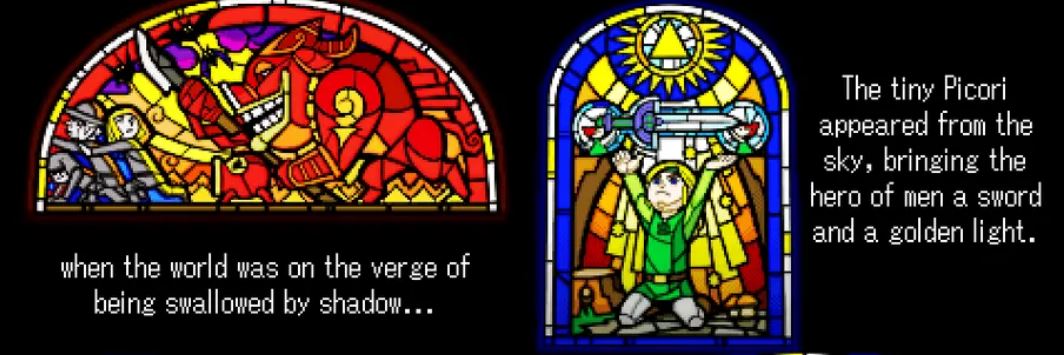 when the world was on the verge of
being swallowed by shadow...
The tiny Picori
appeared from the
sky, bringing the
hero of men a sword
and a golden light.